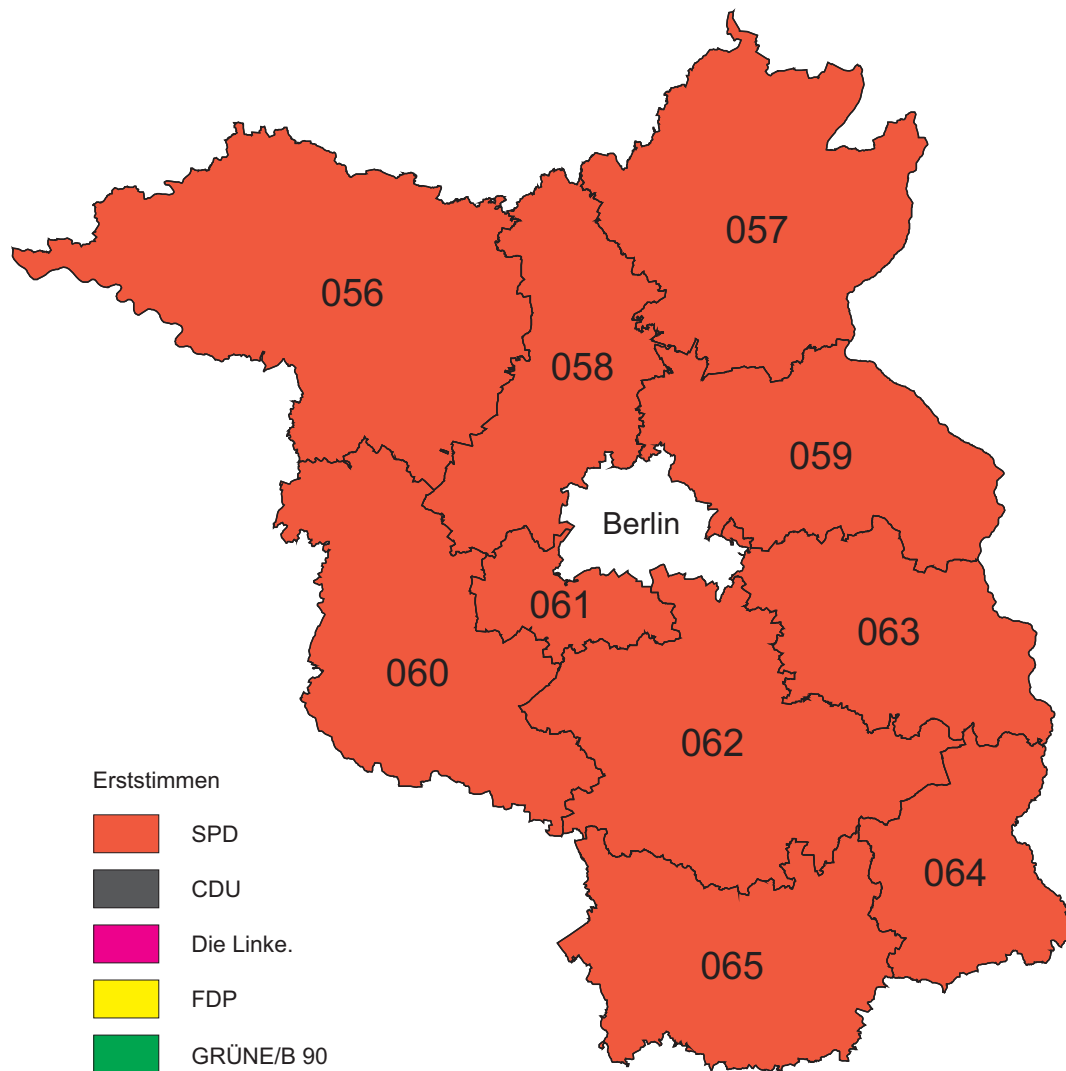 057
056
058
059
Berlin
061
063
060
062
Erststimmen
SPD
CDU
064
Die Linke.
065
FDP
GRÜNE/B 90